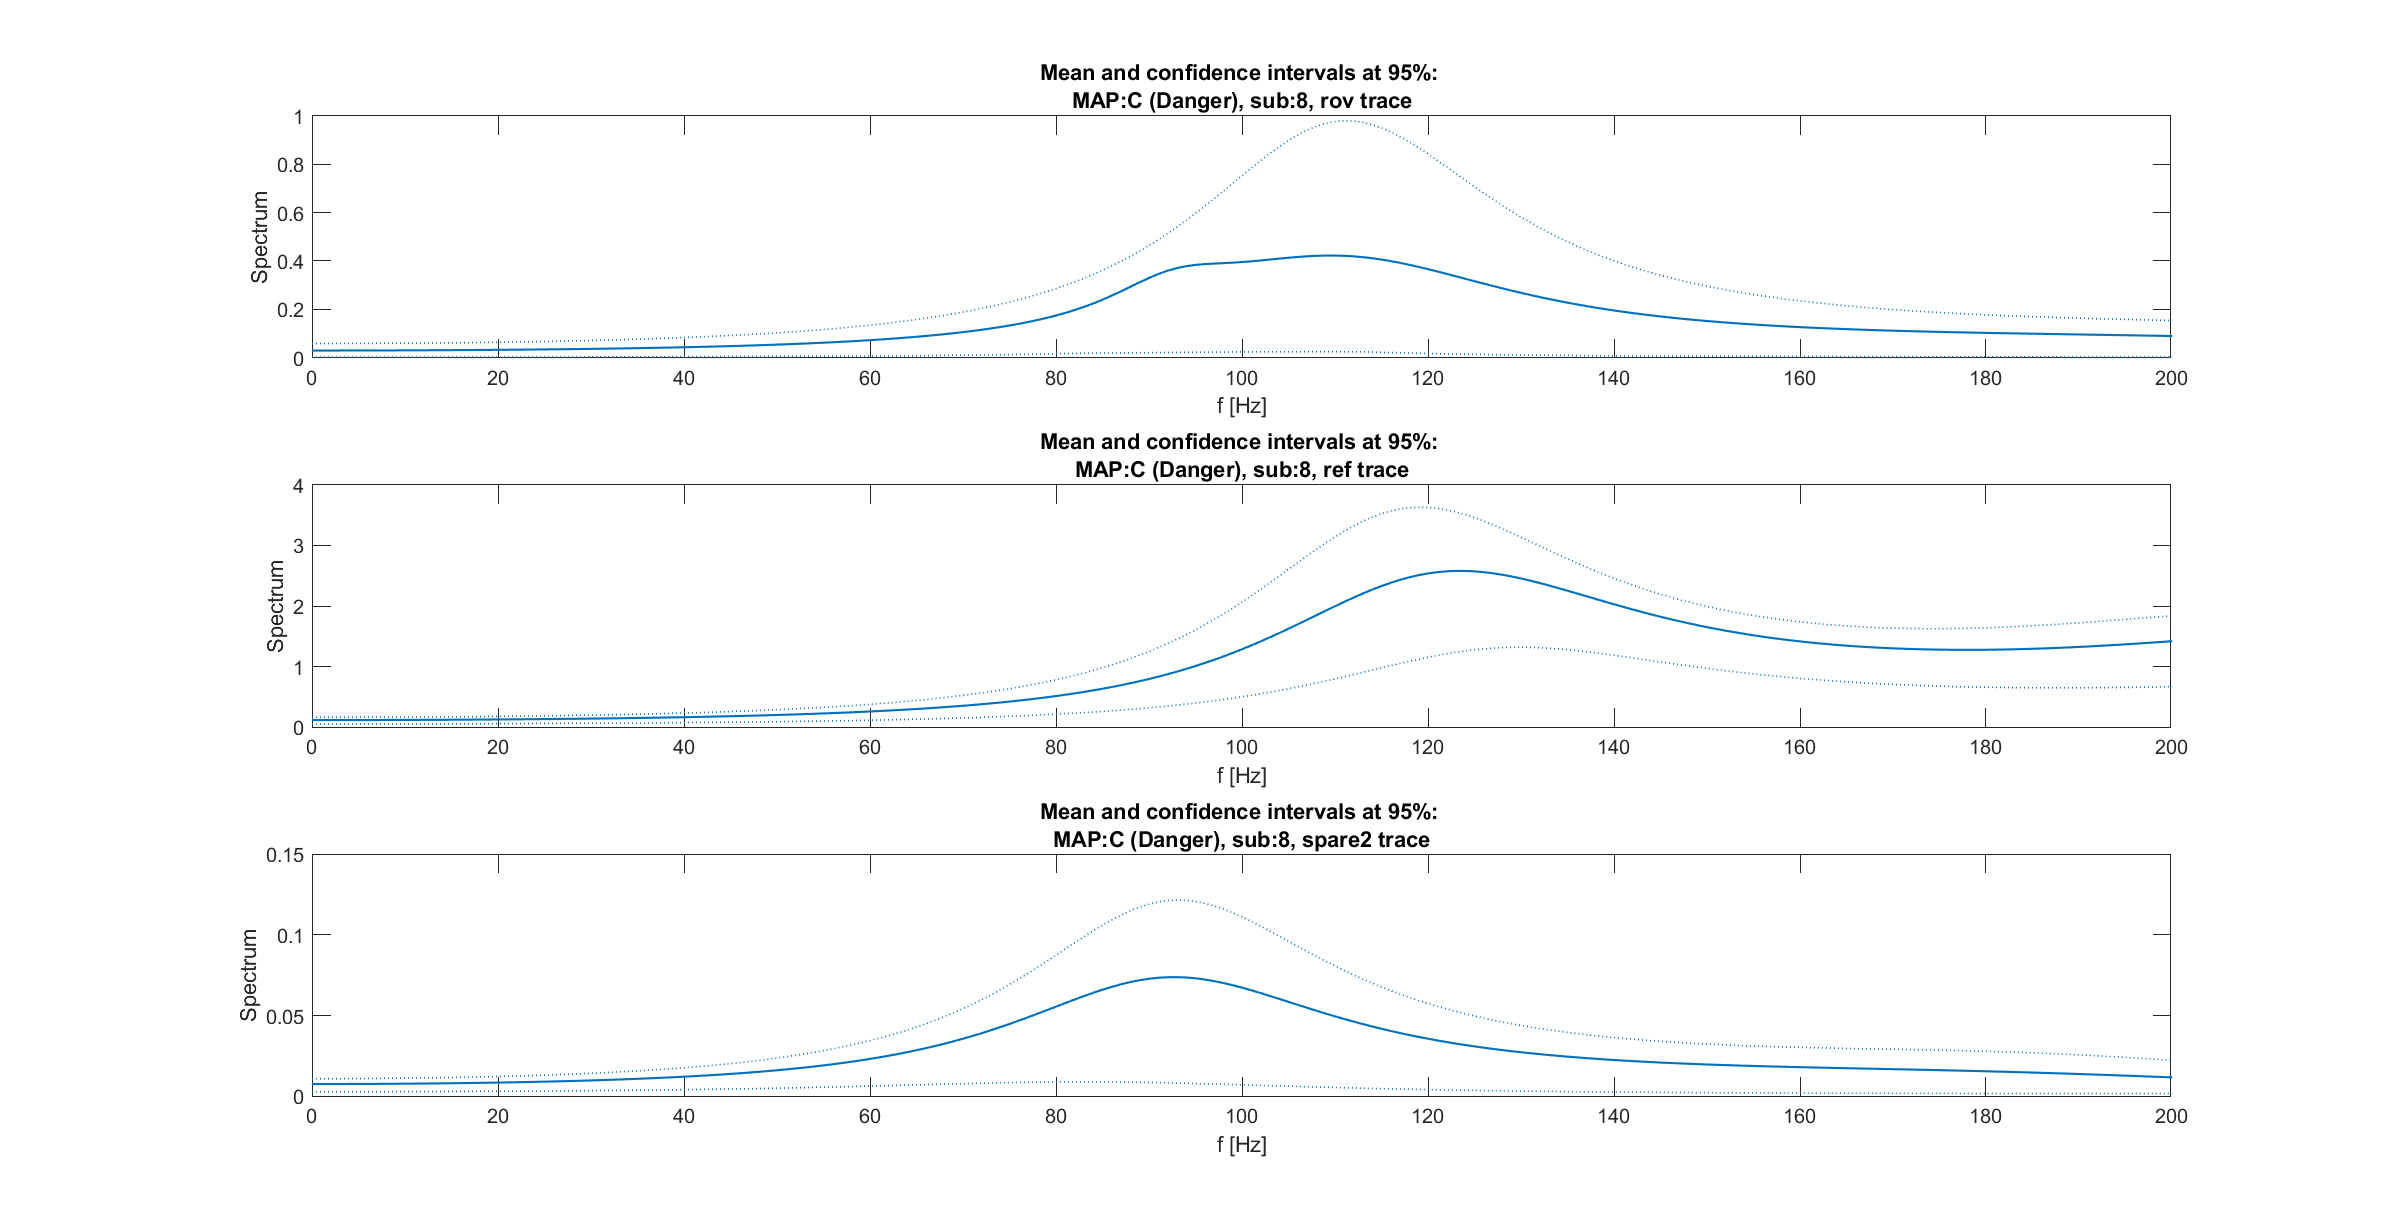 Mean and confidence intervals at 95%:
MAP:C (Danger), sub:8, rov trace
1
0.8
0.6
0.4
0.2
0
Spectrum
0 20 40 60 80 100 120 140 160 180 200
f [Hz]
Mean and confidence intervals at 95%:
MAP:C (Danger), sub:8, ref trace
4
3
2
1
0
Spectrum
0 20 40 60 80 100 120 140 160 180 200
f [Hz]
Mean and confidence intervals at 95%:
MAP:C (Danger), sub:8, spare2 trace
0.15
0.1
0.05
0
Spectrum
0 20 40 60 80 100 120 140 160 180 200
f [Hz]